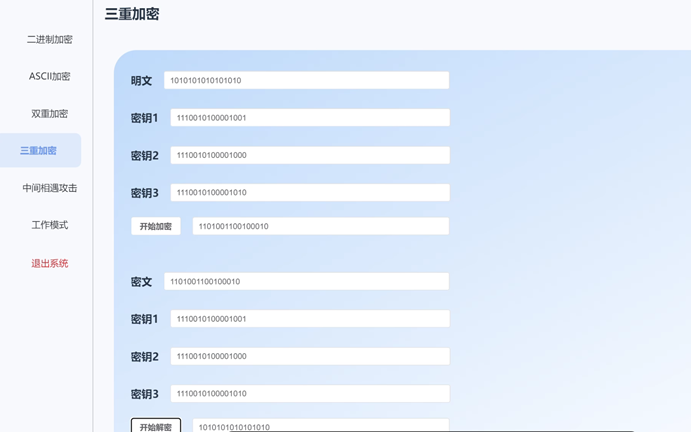 三重加密
二进制加密
ASCII加密
双重加密
三重加密
中间相遇攻击
工作模式
退出系统
明文 1010101010101010
密钥1 1110010100001001
密钥2 1110010100001000
密钥3 1110010100001010
开始加密 1101001100100010
密文 1101001100100010
密钥1 1110010100001001
密钥2 1110010100001000
密钥3 1110010100001010
开始解密 1010101010101010